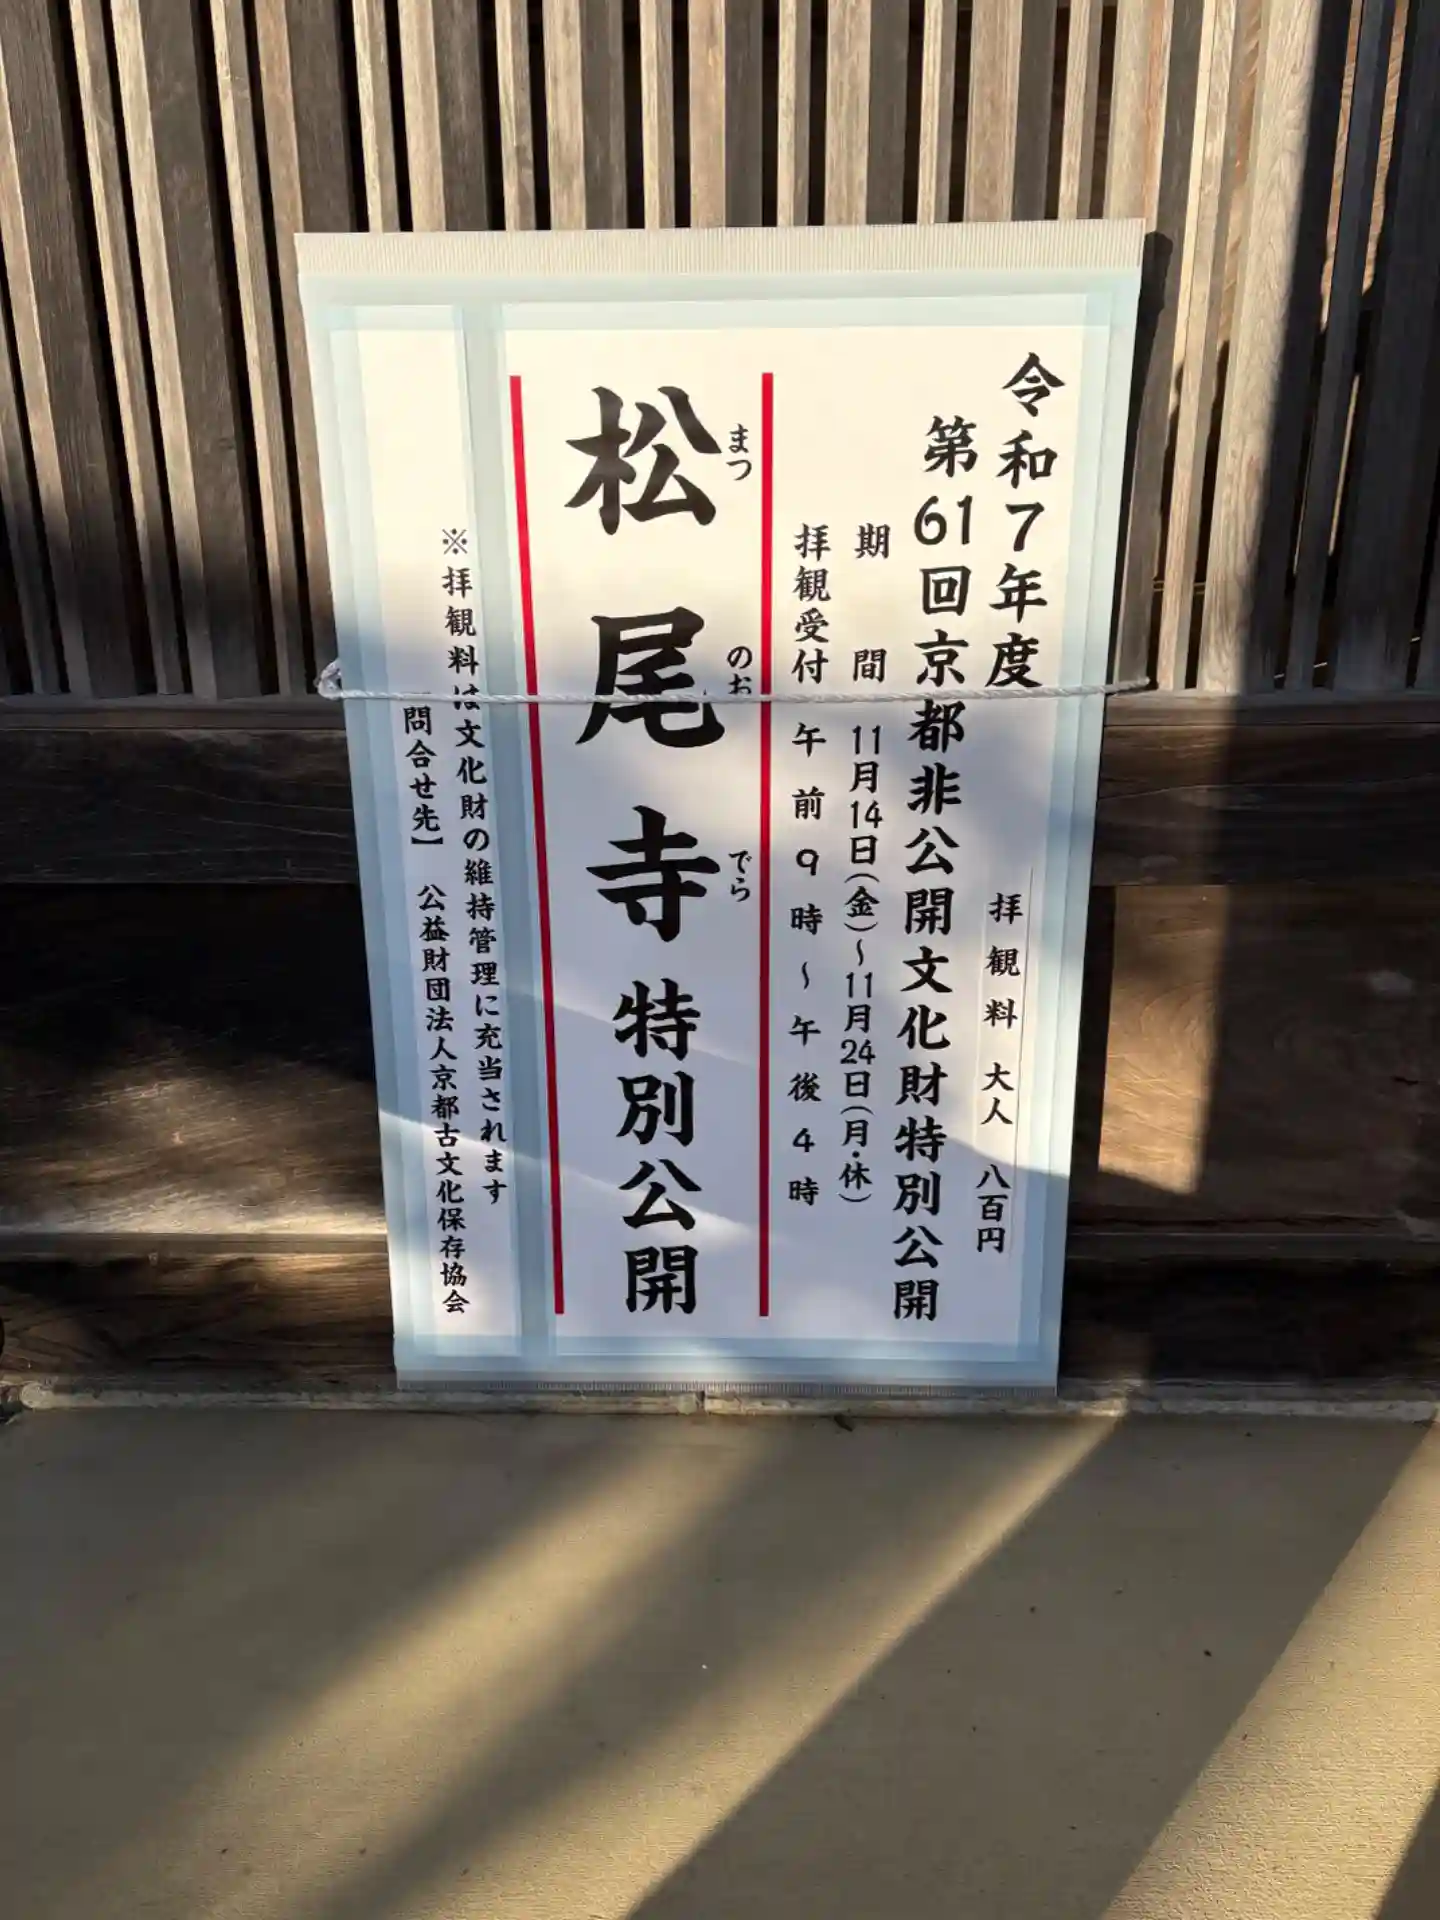 令和7年度
拝観料 大人 八百円
第61回京都非公開文化財特別公開
期間 11月14日(金)〜11月24日(月・休)
拝観受付 午前9時〜午後4時
まつのおでら
松尾寺特別公開
※拝観料は文化財の維持管理に充当されます
問合せ先】 公益財団法人京都古文化保存協会